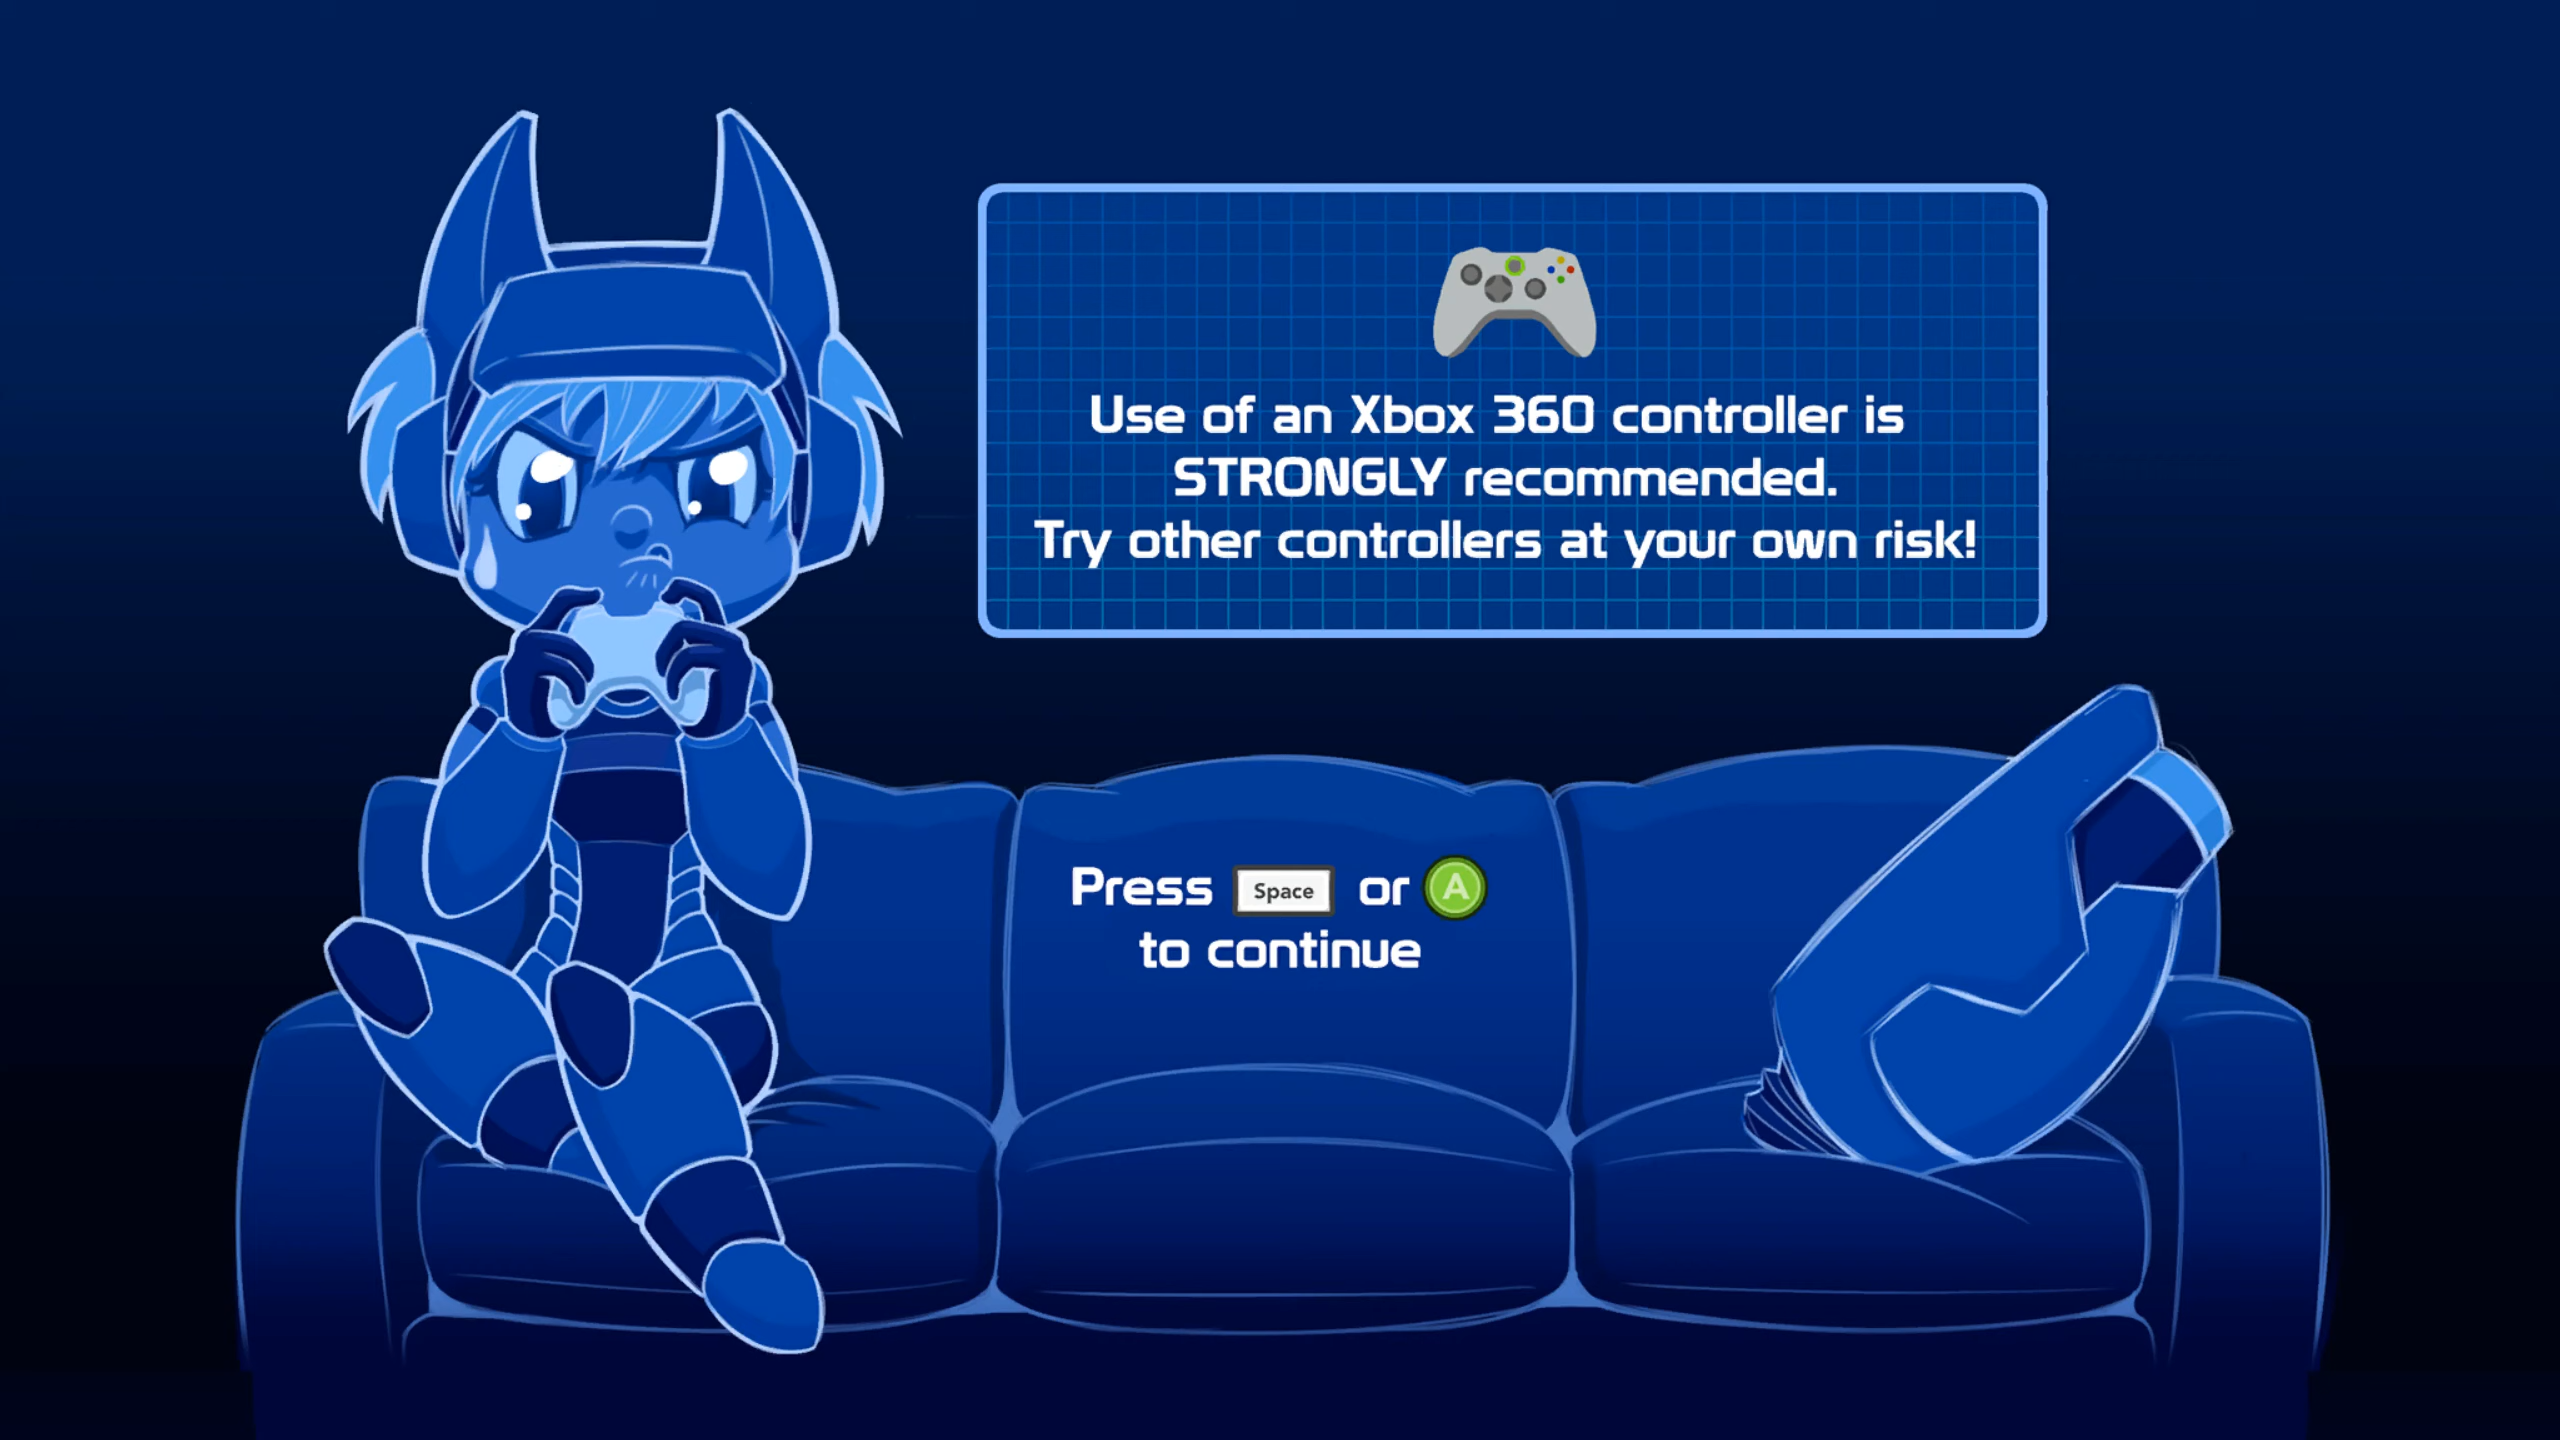 Use of an Xbox 360 controller is
STRONGLY recommended.
Try other controllers at your own risk!
Press Space or A
to continue